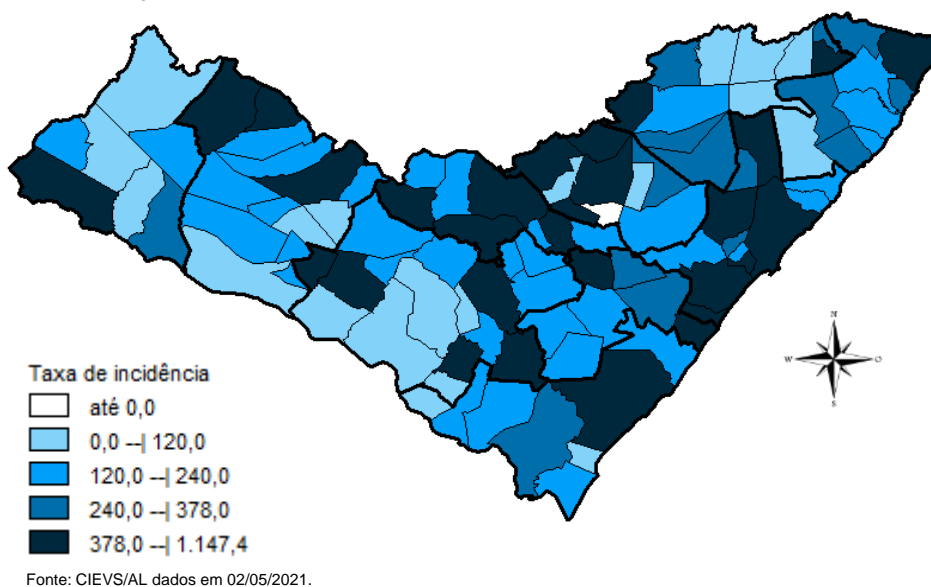 N
W
O
S
Taxa de incidência
até 0,0
0,0 --| 120,0
120,0 --| 240,0
240,0 --| 378,0
378,0 --| 1.147,4
Fonte: CIEVS/AL dados em 02/05/2021.